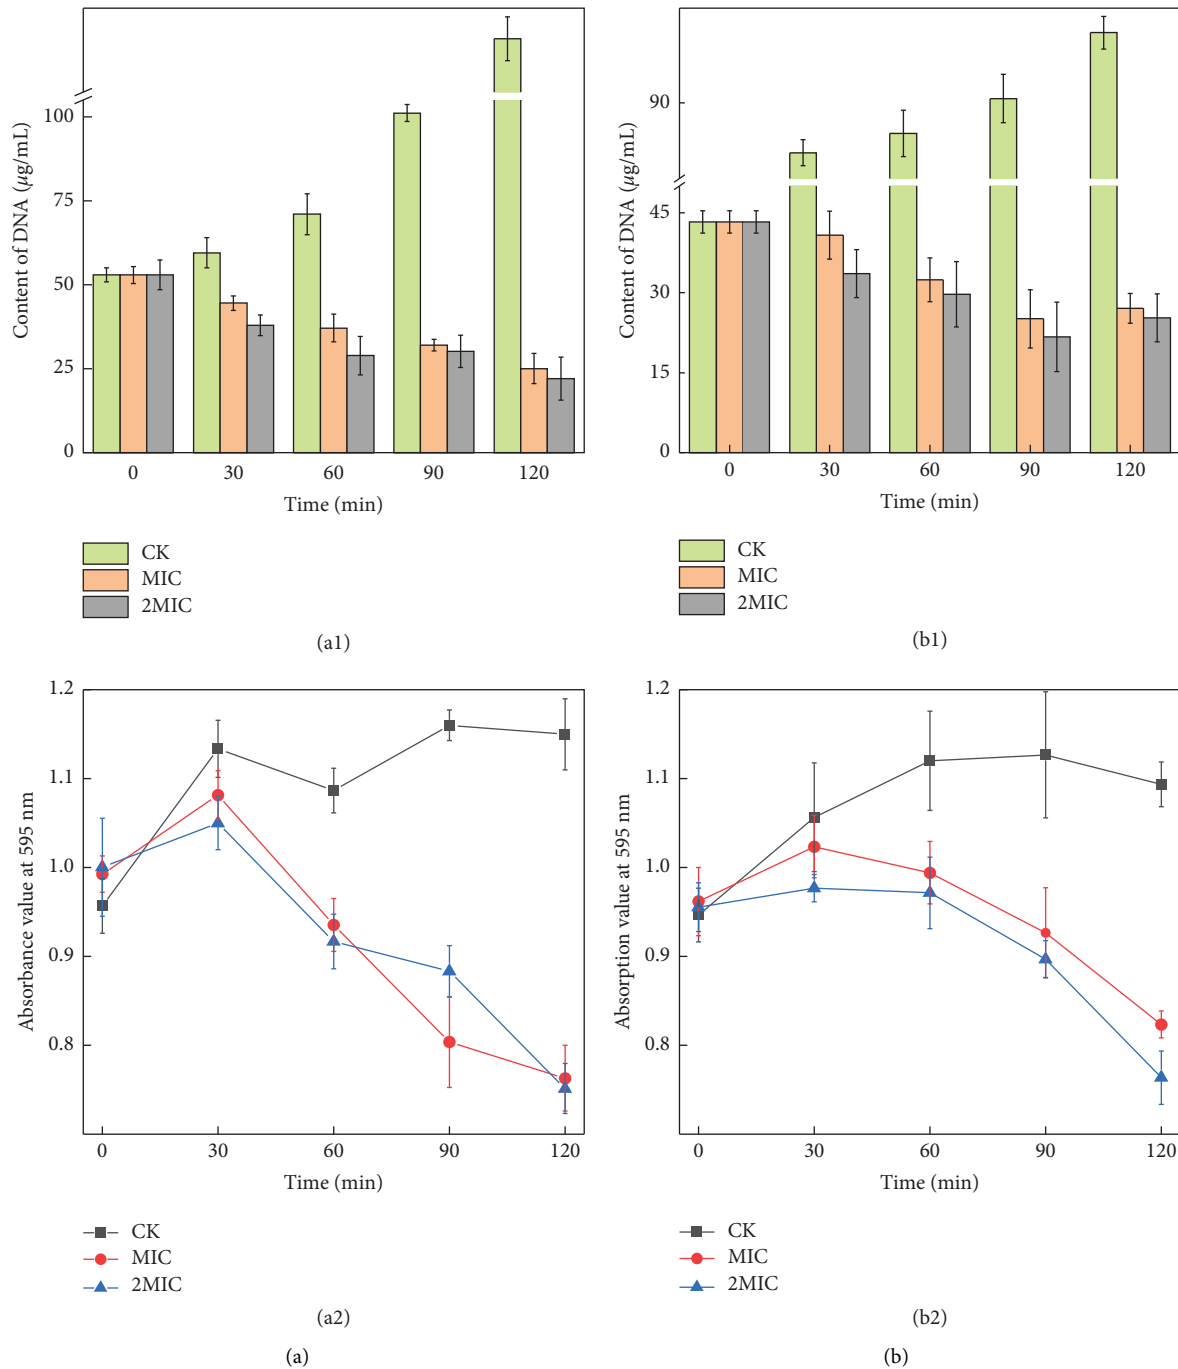 Content of DNA (μg/mL)
100
75
50
25
0
0 30 60 90 120
Time (min)
CK
MIC
2MIC
(a1)
Content of DNA (μg/mL)
90
45
30
15
0
0 30 60 90 120
Time (min)
CK
MIC
2MIC
(b1)
Absorbance value at 595 nm
1.2
1.1
1.0
0.9
0.8
0 30 60 90 120
Time (min)
CK
MIC
2MIC
(a2)
(a)
Absorption value at 595 nm
1.2
1.1
1.0
0.9
0.8
0 30 60 90 120
Time (min)
CK
MIC
2MIC
(b2)
(b)